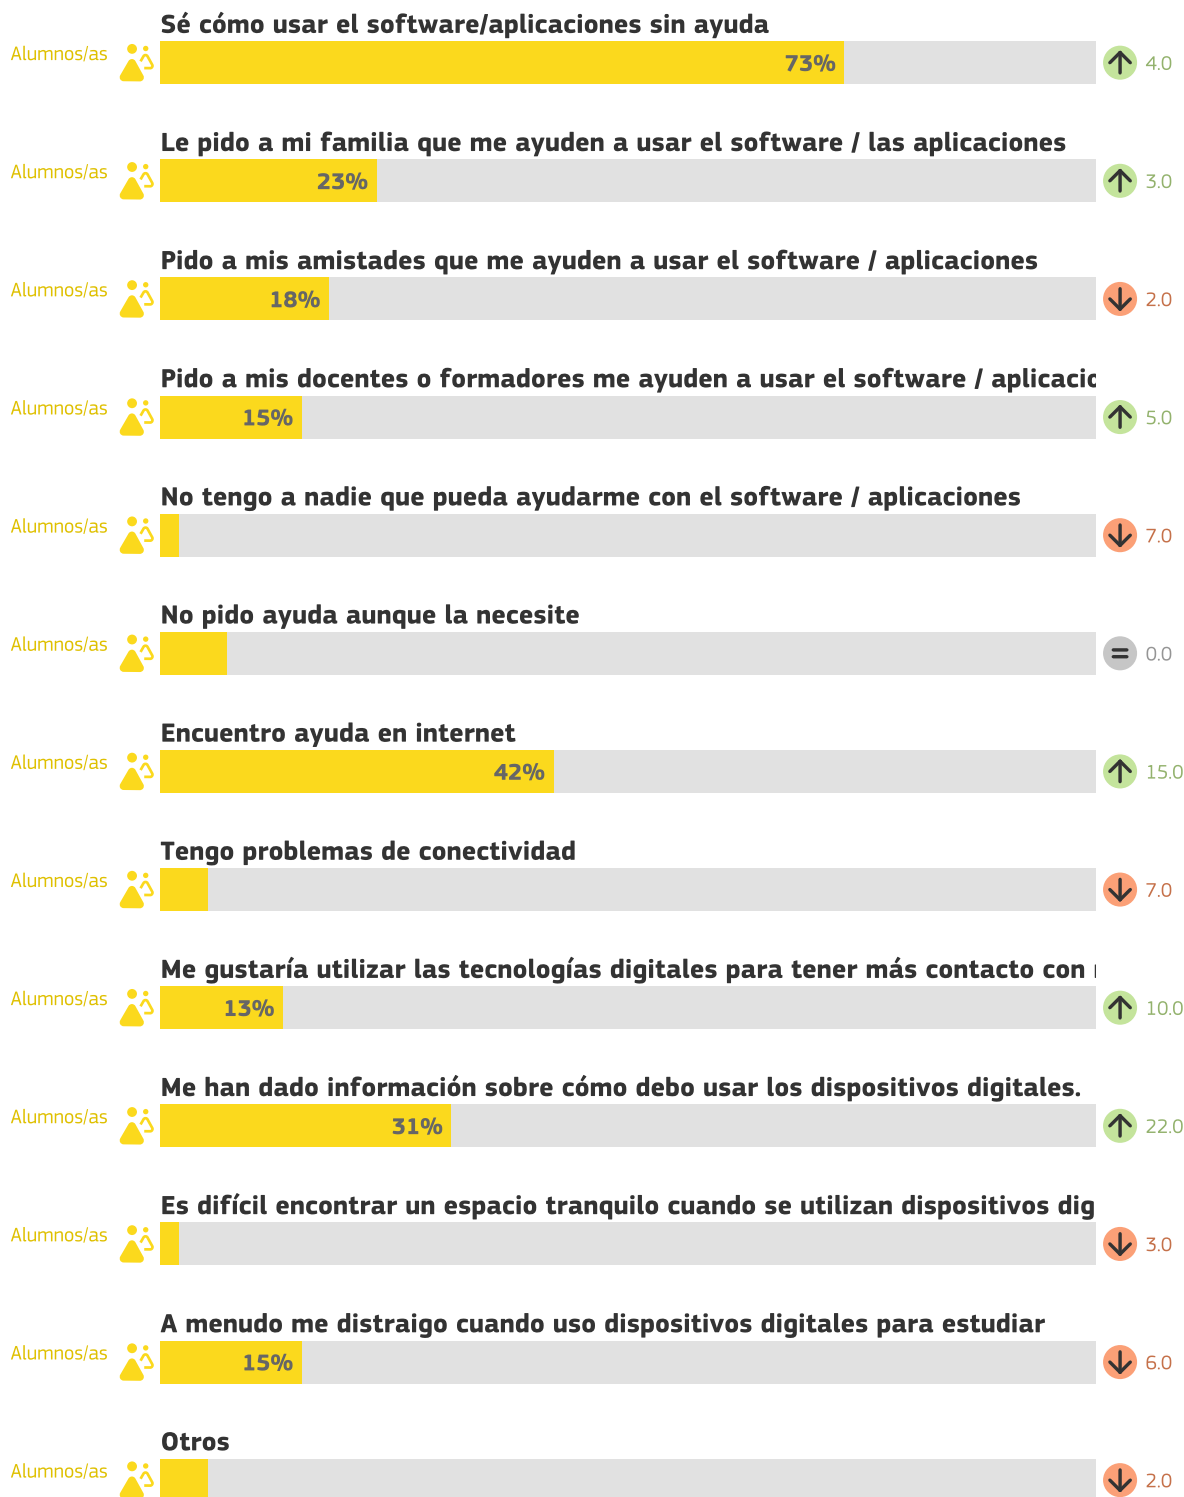 Sé cómo usar el software/aplicaciones sin ayuda
Alumnos/as
73%
4.0
Le pido a mi familia que me ayuden a usar el software / las aplicaciones
Alumnos/as
23%
3.0
Pido a mis amistades que me ayuden a usar el software / aplicaciones
Alumnos/as
18%
2.0
Pido a mis docentes o formadores me ayuden a usar el software / aplicacio
Alumnos/as
15%
5.0
No tengo a nadie que pueda ayudarme con el software / aplicaciones
Alumnos/as
7.0
No pido ayuda aunque la necesite
Alumnos/as
0.0
Encuentro ayuda en internet
Alumnos/as
42%
15.0
Tengo problemas de conectividad
Alumnos/as
7.0
Me gustaría utilizar las tecnologías digitales para tener más contacto con
Alumnos/as
13%
10.0
Me han dado información sobre cómo debo usar los dispositivos digitales.
Alumnos/as
31%
22.0
Es difícil encontrar un espacio tranquilo cuando se utilizan dispositivos dig
Alumnos/as
3.0
A menudo me distraigo cuando uso dispositivos digitales para estudiar
Alumnos/as
15%
6.0
Otros
Alumnos/as
2.0